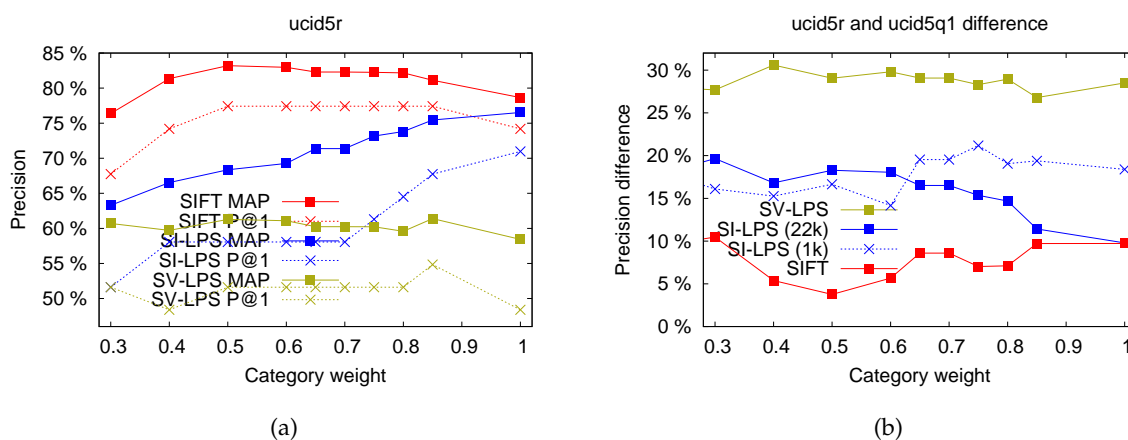 ucid5r
85 %
80 %
75 %
70 %
65 %
60 %
55 %
50 %
Precision
SIFT MAP
SIFT P@1
SI-LPS MAP
SI-LPS P@1
SV-LPS MAP
SV-LPS P@1
0.3 0.4 0.5 0.6 0.7 0.8 0.9 1
Category weight
(a)
ucid5r and ucid5q1 difference
30 %
25 %
20 %
15 %
10 %
5 %
0 %
Precision difference
SV-LPS
SI-LPS (22k)
SI-LPS (1k)
SIFT
0.3 0.4 0.5 0.6 0.7 0.8 0.9 1
Category weight
(b)